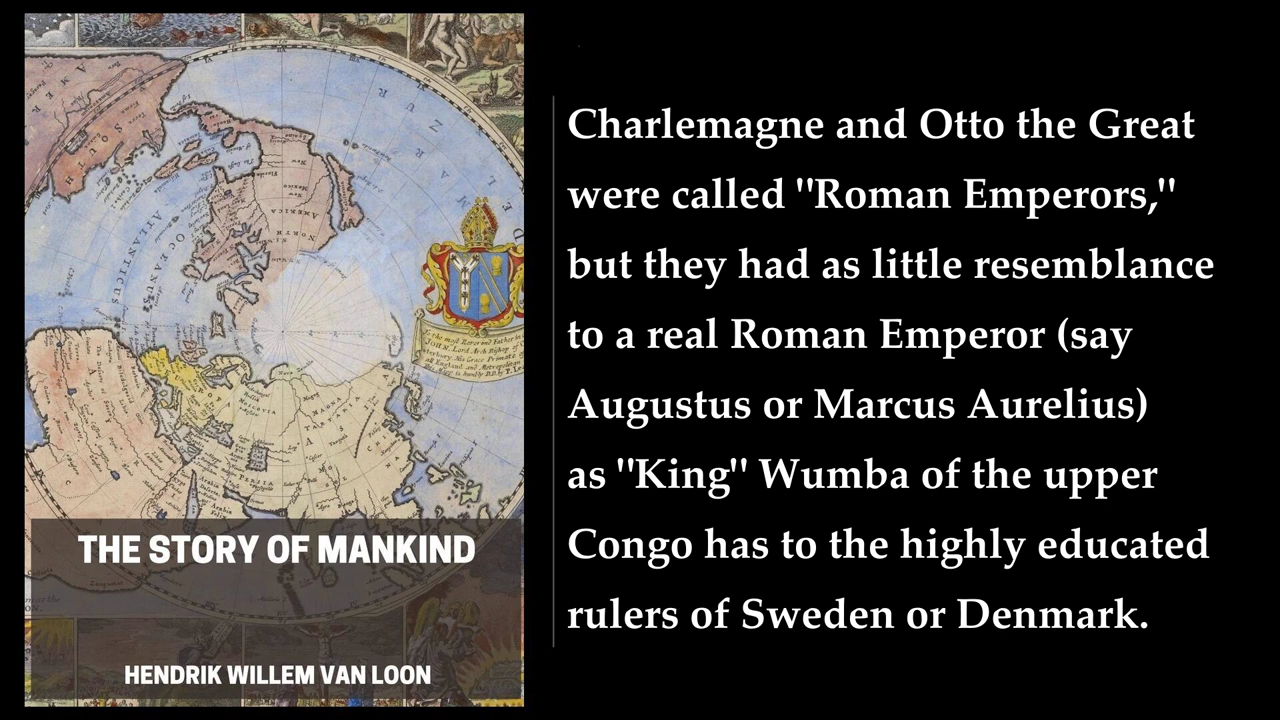 THE STORY OF MANKIND
HENDRIK WILLEM VAN LOON
Charlemagne and Otto the Great
were called "Roman Emperors,"
but they had as little resemblance
to a real Roman Emperor (say
Augustus or Marcus Aurelius)
as "King" Wumba of the upper
Congo has to the highly educated
rulers of Sweden or Denmark.